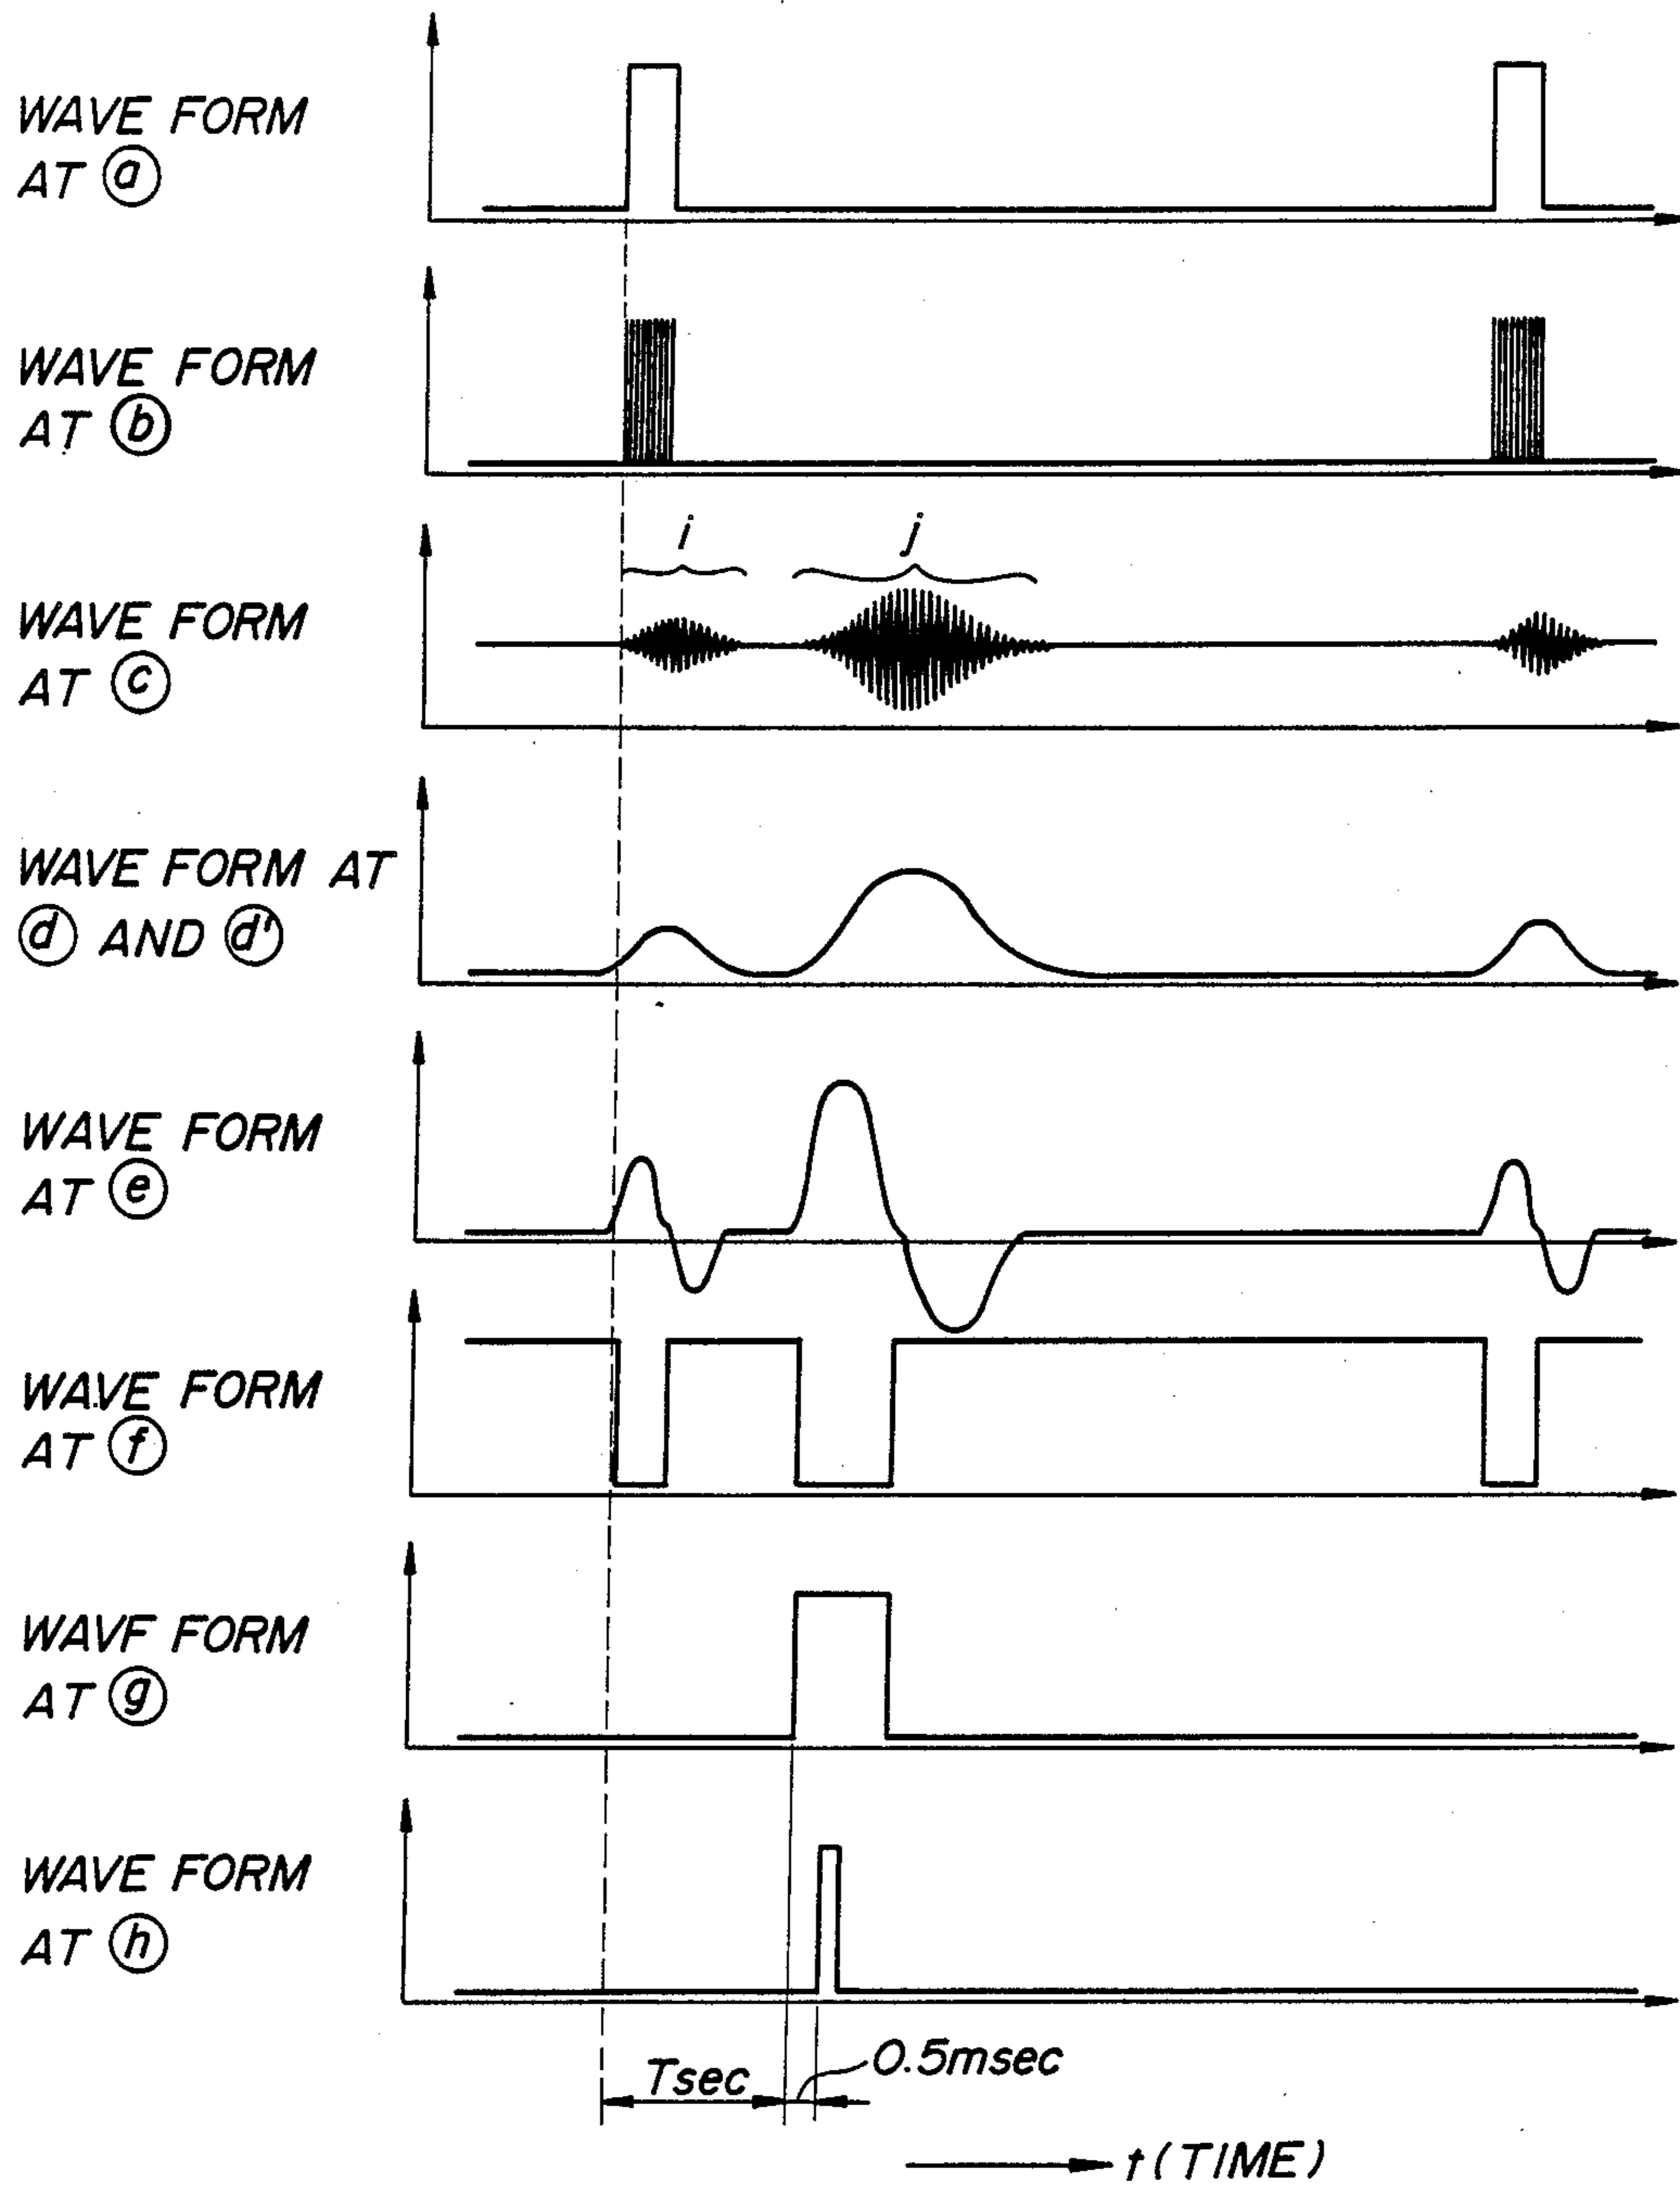 WAVE FORM
AT ⓐ
WAVE FORM
AT ⓑ
i j
WAVE FORM
AT ⓒ
WAVE FORM AT
ⓓ AND ⓓ'
WAVE FORM
AT ⓔ
WAVE FORM
AT ⓕ
WAVF FORM
AT ⓖ
WAVE FORM
AT ⓗ
Tsec 0.5msec
t (TIME)